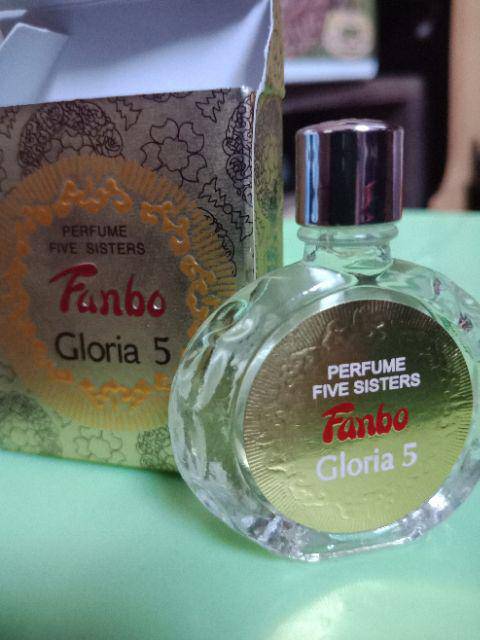 PERFUME
FIVE SISTERS
Fanbo
Gloria 5
PERFUME
FIVE SISTERS
Fanbo
Gloria 5